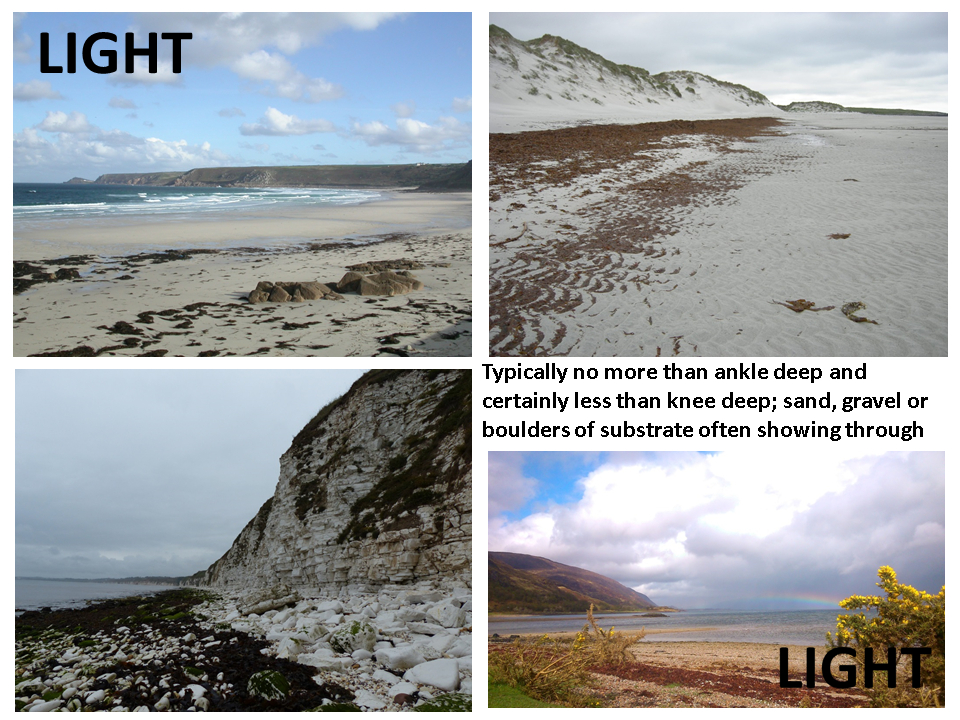 LIGHT
Typically no more than ankle deep and
certainly less than knee deep; sand, gravel or
boulders of substrate often showing through
LIGHT